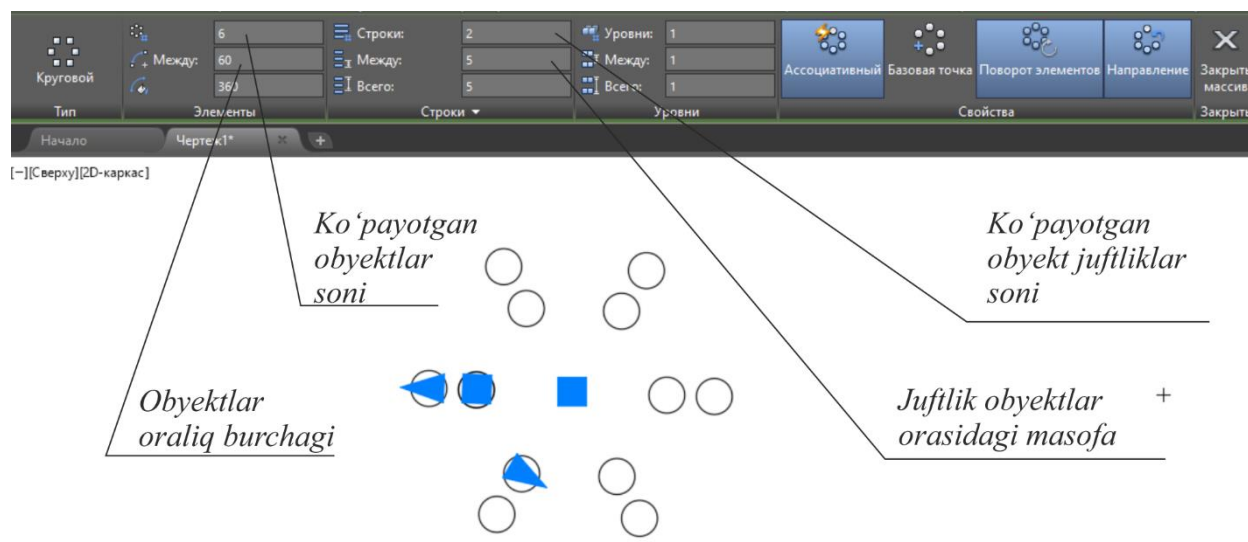 6 Строки: 2 Уровни: 1
Между: 60 Между: 5 Между: 1
Круговой 360 Всего: 5 Всего: 1
Ассоциативный Базовая точка Поворот элементов Направление Закрыть
массив
Тип Элементы Строки Уровни Свойства Закрыть
Начало Чертеж1* × +
[−][Сверху][2D-каркас]
Ko‘payotgan
obyektlar
soni
Ko‘payotgan
obyekt juftliklar
soni
Obyektlar
oraliq burchagi
Juftlik obyektlar
orasidagi masofa